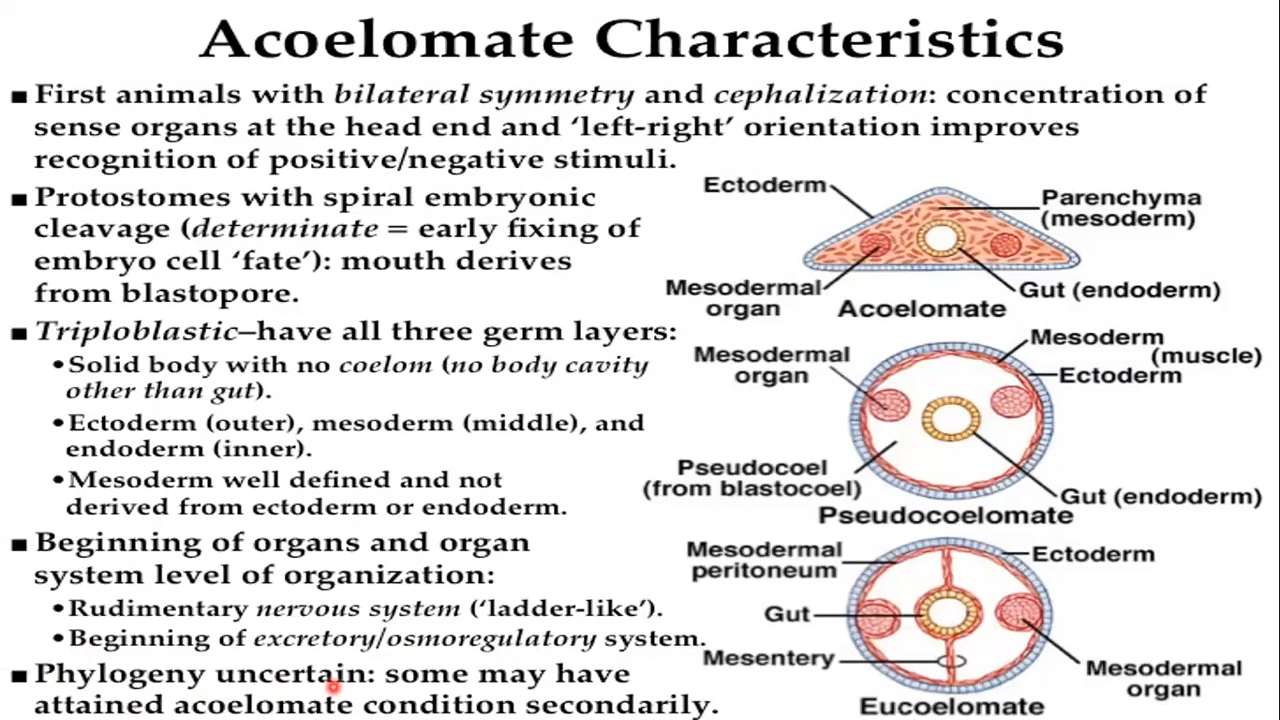 Acoelomate Characteristics
▪ First animals with bilateral symmetry and cephalization: concentration of
sense organs at the head end and ‘left-right’ orientation improves
recognition of positive/negative stimuli.
▪ Protostomes with spiral embryonic
cleavage (determinate = early fixing of
embryo cell ‘fate’): mouth derives
from blastopore.
▪ Triploblastic–have all three germ layers:
•Solid body with no coelom (no body cavity
other than gut).
•Ectoderm (outer), mesoderm (middle), and
endoderm (inner).
•Mesoderm well defined and not
derived from ectoderm or endoderm.
▪ Beginning of organs and organ
system level of organization:
•Rudimentary nervous system (‘ladder-like’).
•Beginning of excretory/osmoregulatory system.
▪ Phylogeny uncertain: some may have
attained acoelomate condition secondarily.
Ectoderm
Parenchyma
(mesoderm)
Mesodermal
organ
Gut (endoderm)
Acoelomate
Mesoderm
(muscle)
Mesodermal
organ
Ectoderm
Pseudocoel
(from blastocoel)
Gut (endoderm)
Pseudocoelomate
Mesodermal
peritoneum
Ectoderm
Gut
Mesentery
Mesodermal
organ
Eucoelomate